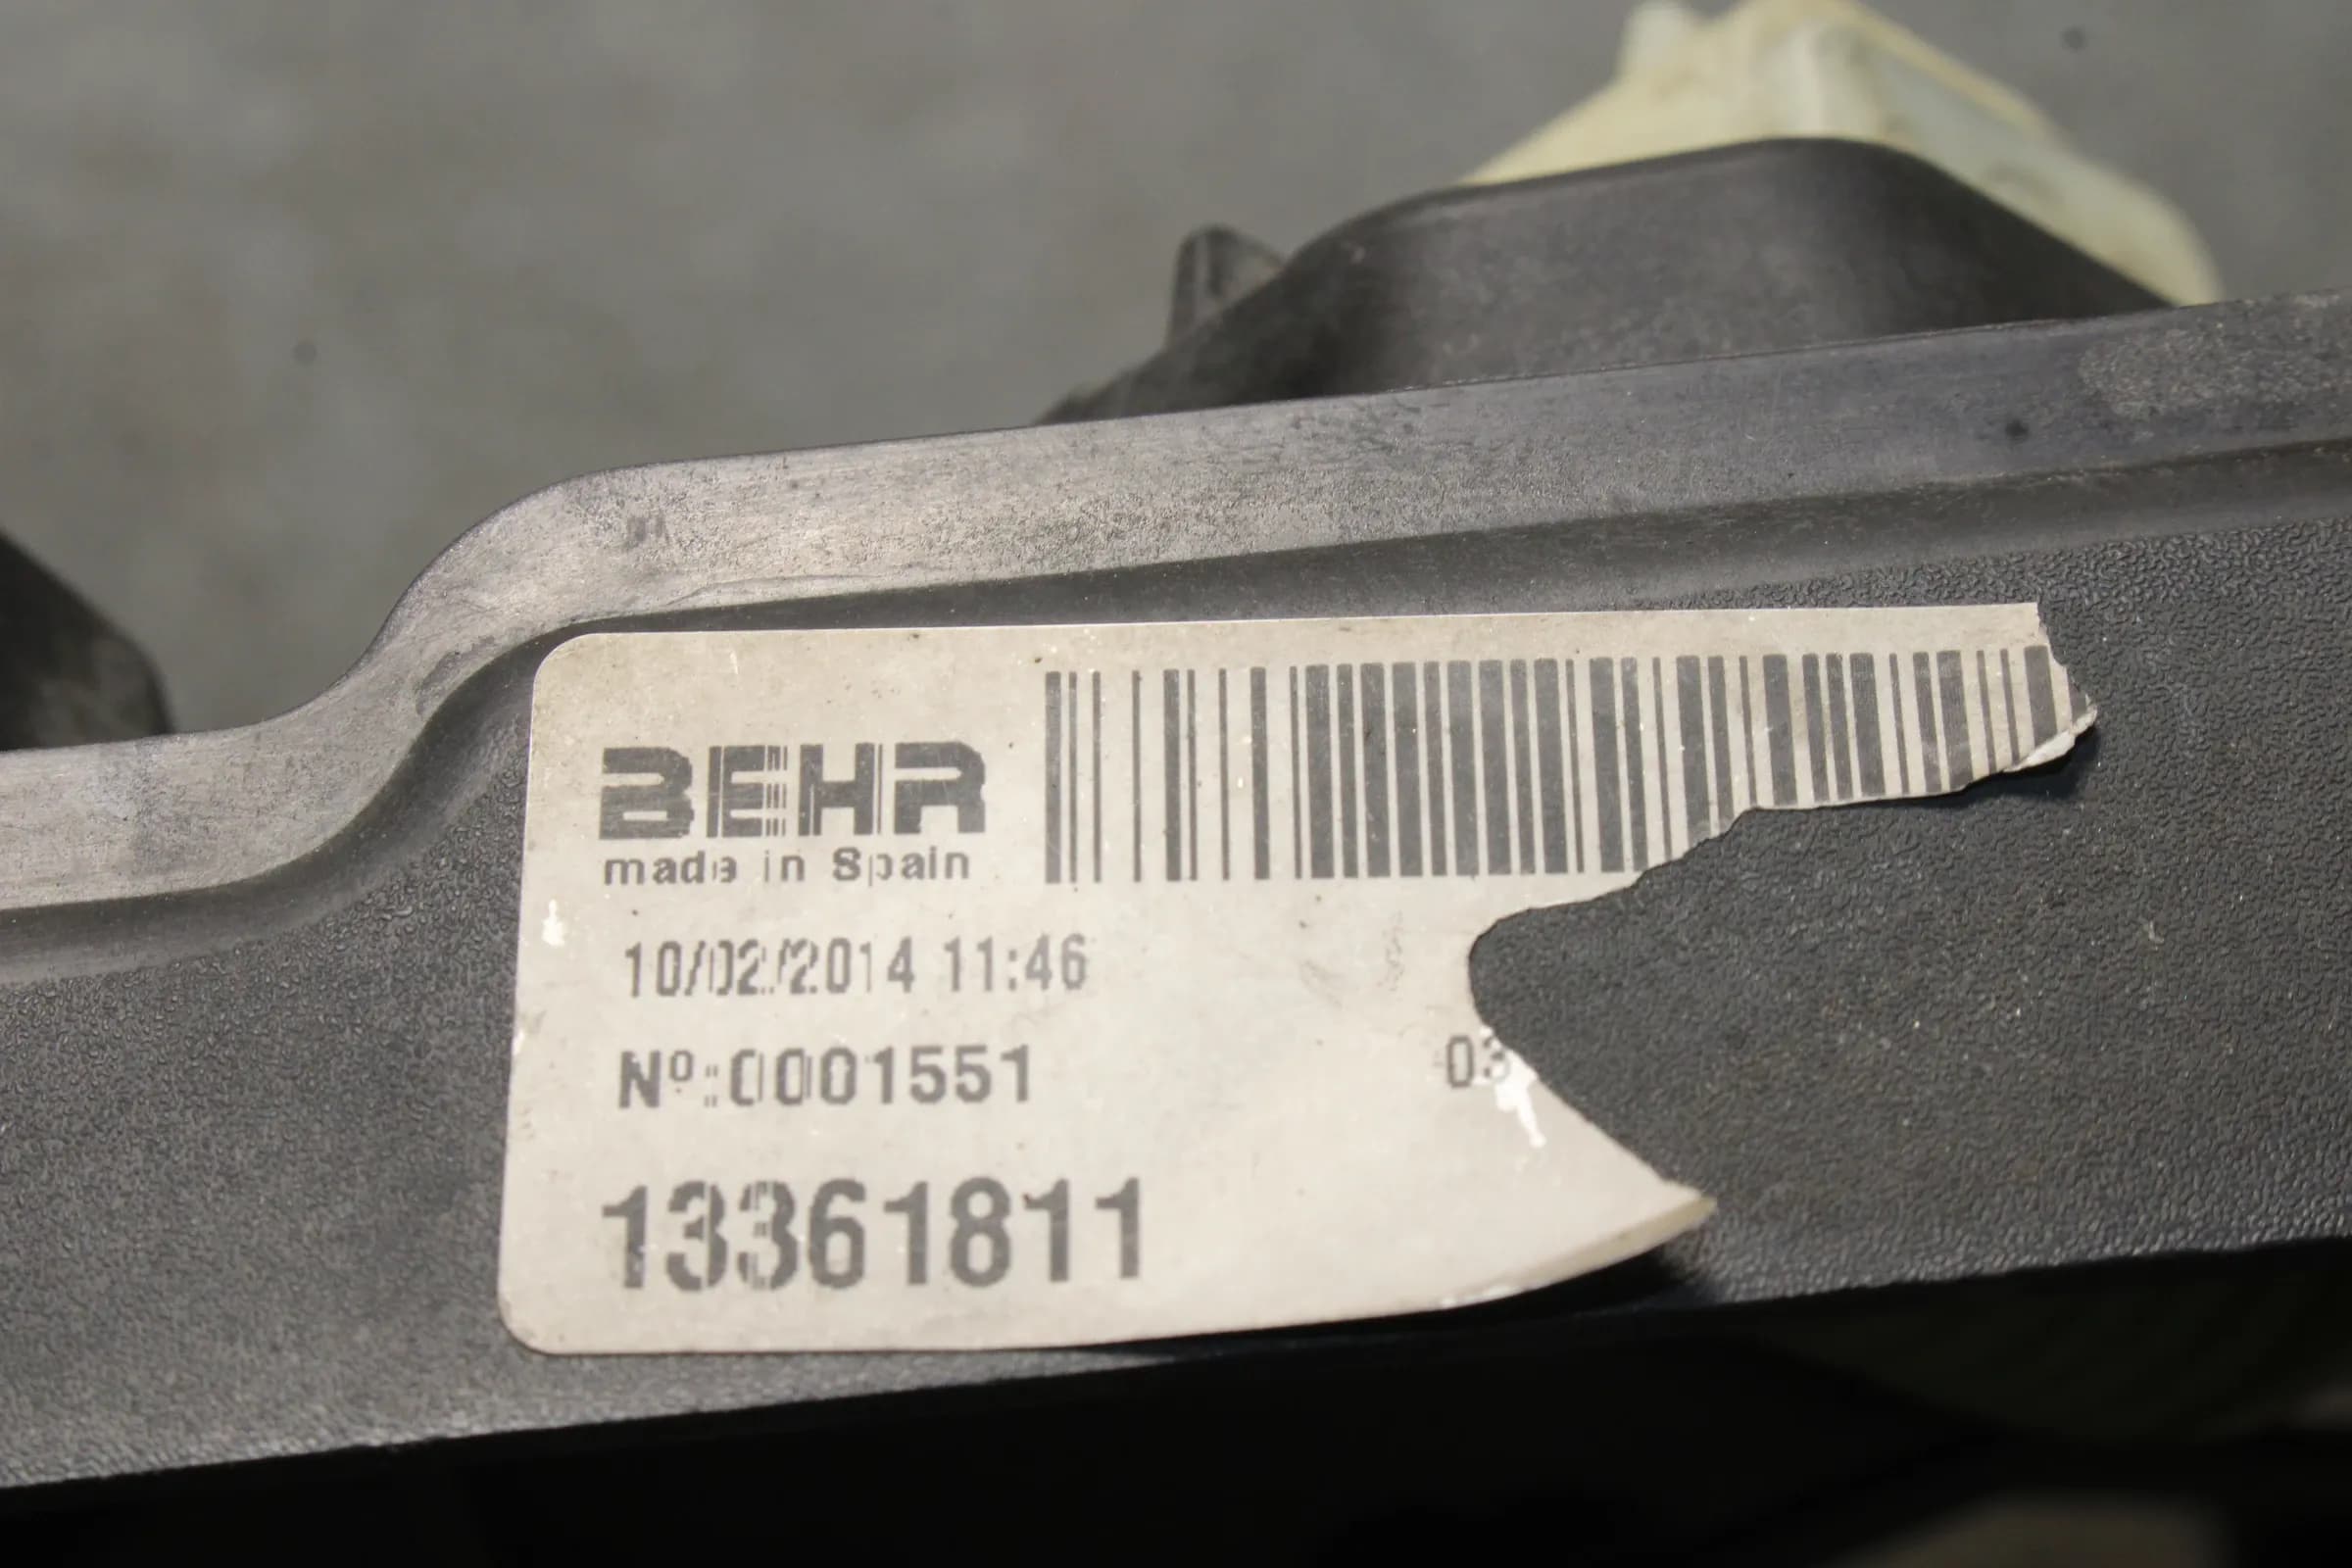 BEHR
made in Spain
10/02/2014 11:46
Nº:0001551 03
13361811